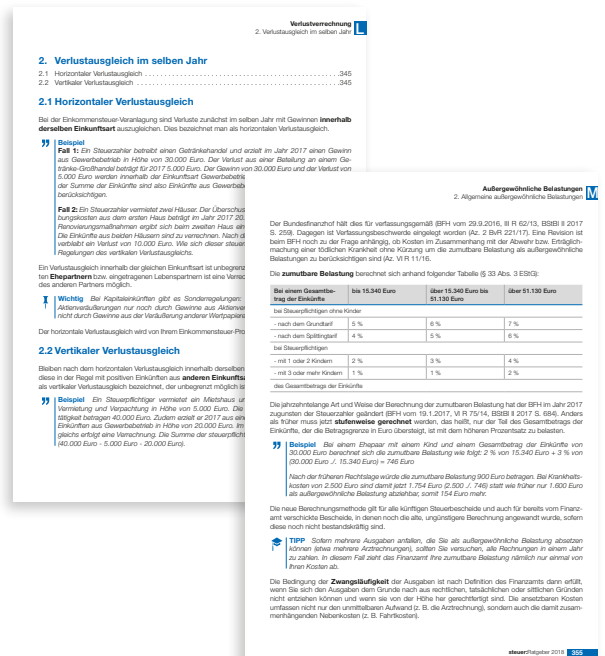 Verlustverrechnung
2. Verlustausgleich im selben Jahr L
2. Verlustausgleich im selben Jahr
2.1 Horizontaler Verlustausgleich . . . . . . . . . . . . . . . . . . . . . . . . . . . . . . . . . . . . . . . . . . . . . .345
2.2 Vertikaler Verlustausgleich . . . . . . . . . . . . . . . . . . . . . . . . . . . . . . . . . . . . . . . . . . . . . . . .345
2.1 Horizontaler Verlustausgleich
Bei der Einkommensteuer-Veranlagung sind Verluste zunächst im selben Jahr mit Gewinnen innerhalb
derselben Einkunftsart auszugleichen. Dies bezeichnet man als horizontalen Verlustausgleich.
Beispiel
Fall 1: Ein Steuerzahler betreibt einen Getränkehandel und erzielt im Jahr 2017 einen Gewinn
aus Gewerbebetrieb in Höhe von 30.000 Euro. Der Verlust aus einer Beteilung an einem Ge-
tränke-Großhandel beträgt für 2017 5.000 Euro. Der Gewinn von 30.000 Euro und der Verlust von
5.000 Euro werden innerhalb der Einkunftsart Gewerbebetrie
der Summe der Einkünfte sind also Einkünfte aus Gewerbeb
berücksichtigen.
Fall 2: Ein Steuerzahler vermietet zwei Häuser. Der Überschus
bungskosten aus dem ersten Haus beträgt im Jahr 2017 20.
Renovierungsmaßnahmen ergibt sich beim zweiten Haus ein
Die Einkünfte aus beiden Häusern sind zu verrechnen. Nach di
verbleibt ein Verlust von 10.000 Euro. Wie sich dieser steuer
Regelungen des vertikalen Verlustausgleichs.
Ein Verlustausgleich innerhalb der gleichen Einkunftsart ist unbegrenz
ten Ehepartnern bzw. eingetragenen Lebenspartnern ist eine Verrec
des anderen Partners möglich.
Wichtig Bei Kapitaleinkünften gibt es Sonderregelungen:
Aktienveräußerungen nur noch durch Gewinne aus Aktienve
nicht durch Gewinne aus der Veräußerung anderer Wertpapiere
Der horizontale Verlustausgleich wird von Ihrem Einkommensteuer-Pro
2.2 Vertikaler Verlustausgleich
Bleiben nach dem horizontalen Verlustausgleich innerhalb derselben
diese in der Regel mit positiven Einkünften aus anderen Einkunftsa
als vertikaler Verlustausgleich bezeichnet, der unbegrenzt möglich is
Beispiel Ein Steuerpflichtiger vermietet ein Mietshaus ur
Vermietung und Verpachtung in Höhe von 5.000 Euro. Die
tätigkeit betragen 40.000 Euro. Zudem erzielt er 2017 aus ein
Einkünften aus Gewerbebetrieb in Höhe von 20.000 Euro. Im
gleichs erfolgt eine Verrechnung. Die Summe der steuerpflicht
(40.000 Euro - 5.000 Euro - 20.000 Euro).
Außergewöhnliche Belastungen
2. Allgemeine außergewöhnliche Belastungen M
Der Bundesfinanzhof hält dies für verfassungsgemäß (BFH vom 29.9.2016, III R 62/13, BStBl II 2017
S. 259). Dagegen ist Verfassungsbeschwerde eingelegt worden (Az. 2 BvR 221/17). Eine Revision ist
beim BFH noch zu der Frage anhängig, ob Kosten im Zusammenhang mit der Abwehr bzw. Erträglich-
machung einer tödlichen Krankheit ohne Kürzung um die zumutbare Belastung als außergewöhnliche
Belastungen zu berücksichtigen sind (Az. VI R 11/16.
Die zumutbare Belastung berechnet sich anhand folgender Tabelle (§ 33 Abs. 3 EStG):
Bei einem Gesamtbe-
trag der Einkünfte bis 15.340 Euro über 15.340 Euro bis
51.130 Euro über 51.130 Euro
bei Steuerpflichtigen ohne Kinder
- nach dem Grundtarif 5 % 6 % 7 %
- nach dem Splittingtarif 4 % 5 % 6 %
bei Steuerpflichtigen
- mit 1 oder 2 Kindern 2 % 3 % 4 %
- mit 3 oder mehr Kindern 1 % 1 % 2 %
des Gesamtbetrag der Einkünfte
Die jahrzehntelange Art und Weise der Berechnung der zumutbaren Belastung hat der BFH im Jahr 2017
zugunsten der Steuerzahler geändert (BFH vom 19.1.2017, VI R 75/14, BStBl II 2017 S. 684). Anders
als früher muss jetzt stufenweise gerechnet werden, das heißt, nur der Teil des Gesamtbetrags der
Einkünfte, der die Betragsgrenze in Euro übersteigt, ist mit dem höheren Prozentsatz zu belasten.
Beispiel Bei einem Ehepaar mit einem Kind und einem Gesamtbetrag der Einkünfte von
30.000 Euro berechnet sich die zumutbare Belastung wie folgt: 2 % von 15.340 Euro + 3 % von
(30.000 Euro ./. 15.340 Euro) = 746 Euro
Nach der früheren Rechtslage würde die zumutbare Belastung 900 Euro betragen. Bei Krankheits-
kosten von 2.500 sind damit jetzt 1.754 Euro (2.500 ./. 746) statt wie früher nur 1.600 Euro
als außergewöhnliche Belastung abziehbar, somit 154 Euro mehr.
Die neue Berechnungsmethode gilt für alle künftigen Steuerbescheide und auch für bereits vom Finanz-
amt verschickte Bescheide, in denen noch die alte, ungünstigere Berechnung angewandt wurde, sofern
diese noch nicht bestandskräftig sind.
TIPP Sofern mehrere Ausgaben anfallen, die Sie als außergewöhnliche Belastung absetzen
können (etwa mehrere Arztrechnungen), sollten Sie versuchen, alle Rechnungen in einem Jahr
zu zahlen. In diesem Fall zieht das Finanzamt Ihre zumutbare Belastung nämlich nur einmal von
Ihren Kosten ab.
Die Bedingung der Zwangsläufigkeit der Ausgaben ist nach Definition des Finanzamts dann erfüllt,
wenn Sie sich den Ausgaben dem Grunde nach aus rechtlichen, tatsächlichen oder sittlichen Gründen
nicht entziehen können und wenn sie von der Höhe her gerechtfertigt sind. Die ansetzbaren Kosten
umfassen nicht nur den unmittelbaren Aufwand (z. B. die Arztrechnung), sondern auch die damit zusam-
menhängenden Nebenkosten (z. B. Fahrtkosten).
steuer:Ratgeber 2018 355